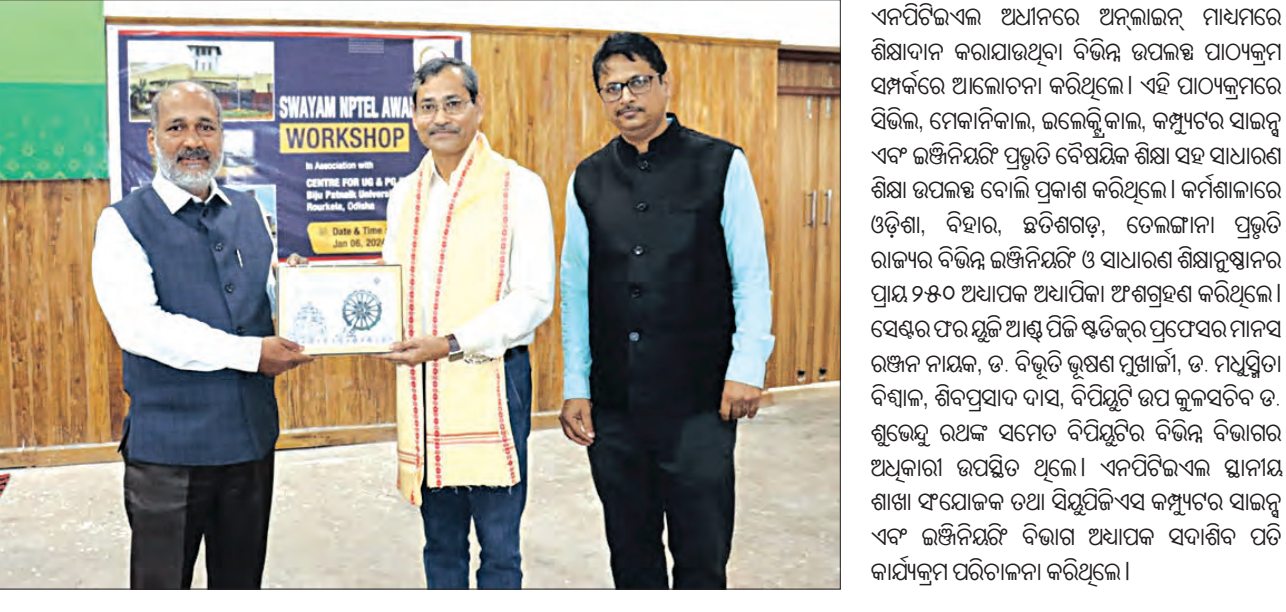 SWAYAM NPTEL AWA
WORKSHOP
In Association with
CENTRE FOR UG & PG
Biju Patnaik Univers
Rourkela, Odisha
Date & Time
Jan 06, 2024
ଏନପିଟିଇଏଲ ଅଧୀନରେ ଅନ୍‌ଲାଇନ୍ ମାଧ୍ୟମରେ
ଶିକ୍ଷାଦାନ କରାଯାଉଥିବା ବିଭିନ୍ନ ଉପଲବ୍ଧ ପାଠ୍ୟକ୍ରମ
ସମ୍ପର୍କରେ ଆଲୋଚନା କରିଥିଲେ। ଏହି ପାଠ୍ୟକ୍ରମରେ
ସିଭିଲ, ମେକାନିକାଲ, ଇଲେକ୍ଟ୍ରିକାଲ, କମ୍ପ୍ୟୁଟର ସାଇନ୍ସ
ଏବଂ ଇଞ୍ଜିନିୟରିଂ ପ୍ରଭୃତି ବୈଷୟିକ ଶିକ୍ଷା ସହ ସାଧାରଣ
ଶିକ୍ଷା ଉପଲବ୍ଧ ବୋଲି ପ୍ରକାଶ କରିଥିଲେ। କର୍ମଶାଳାରେ
ଓଡ଼ିଶା, ବିହାର, ଛତିଶଗଡ଼, ତେଲଙ୍ଗାନା ପ୍ରଭୃତି
ରାଜ୍ୟର ବିଭିନ୍ନ ଇଞ୍ଜିନିୟରିଂ ଓ ସାଧାରଣ ଶିକ୍ଷାନୁଷ୍ଠାନର
ପ୍ରାୟ ୨୫୦ ଅଧ୍ୟାପକ ଅଧ୍ୟାପିକା ଅଂଶଗ୍ରହଣ କରିଥିଲେ।
ସେଣ୍ଟର ଫର ୟୁଜି ଆଣ୍ଡ ପିଜି ଷ୍ଟଡିଜ୍‌ର ପ୍ରଫେସର ମାନସ
ରଞ୍ଜନ ନାୟକ, ଡ. ବିଭୂତି ଭୂଷଣ ମୁଖାର୍ଜୀ, ଡ. ମଧୁସ୍ମିତା
ବିଶ୍ୱାଳ, ଶିବପ୍ରସାଦ ଦାସ, ବିପିୟୁଟି ଉପ କୁଳସଚିବ ଡ.
ଶୁଭେନ୍ଦୁ ରଥଙ୍କ ସମେତ ବିପିୟୁଟିର ବିଭିନ୍ନ ବିଭାଗର
ଅଧିକାରୀ ଉପସ୍ଥିତ ଥିଲେ। ଏନପିଟିଇଏଲ ସ୍ଥାନୀୟ
ଶାଖା ସଂଯୋଜକ ତଥା ସିୟୁପିଜିଏସ କମ୍ପ୍ୟୁଟର ସାଇନ୍ସ
ଏବଂ ଇଞ୍ଜିନିୟରିଂ ବିଭାଗ ଅଧ୍ୟାପକ ସଦାଶିବ ପତି
କାର୍ଯ୍ୟକ୍ରମ ପରିଚାଳନା କରିଥିଲେ।